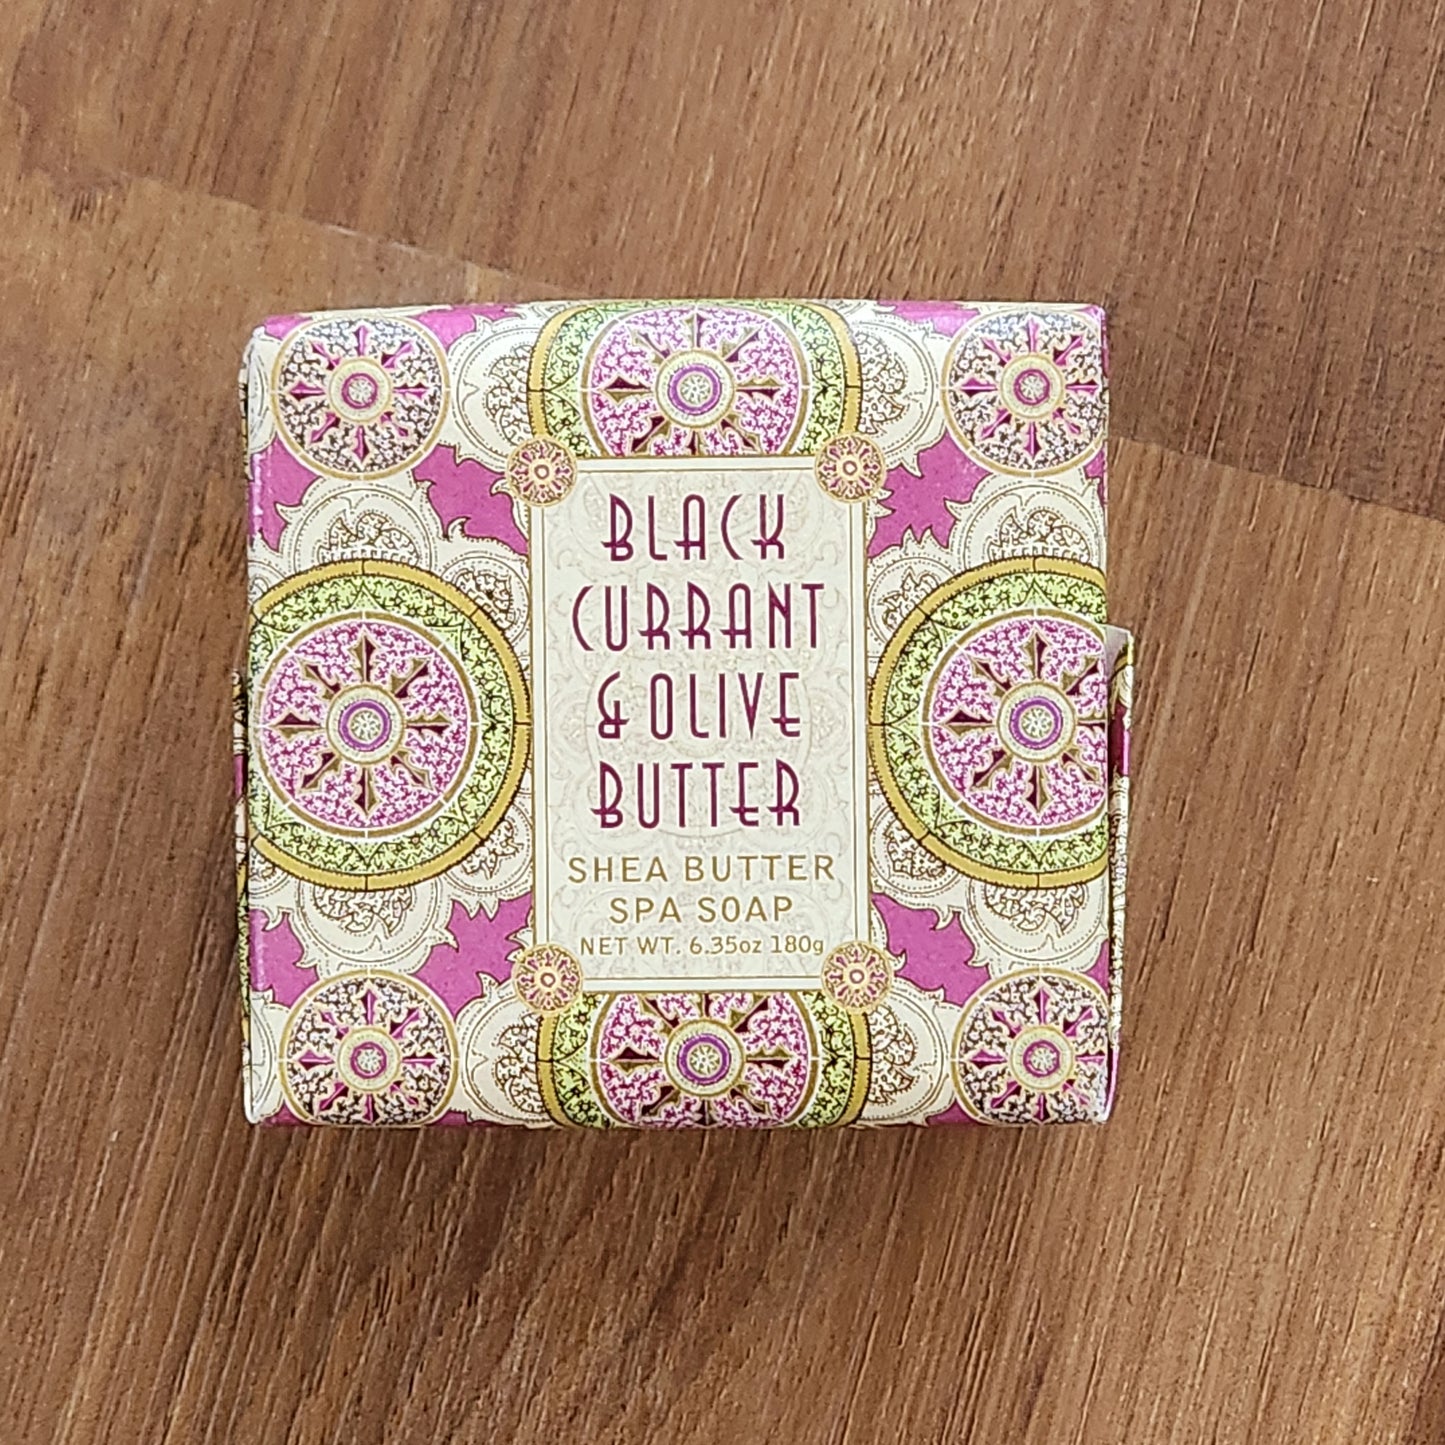 BLACK
CURRANT
& OLIVE
BUTTER
SHEA BUTTER
SPA SOAP
NET WT. 6.35oz 180g